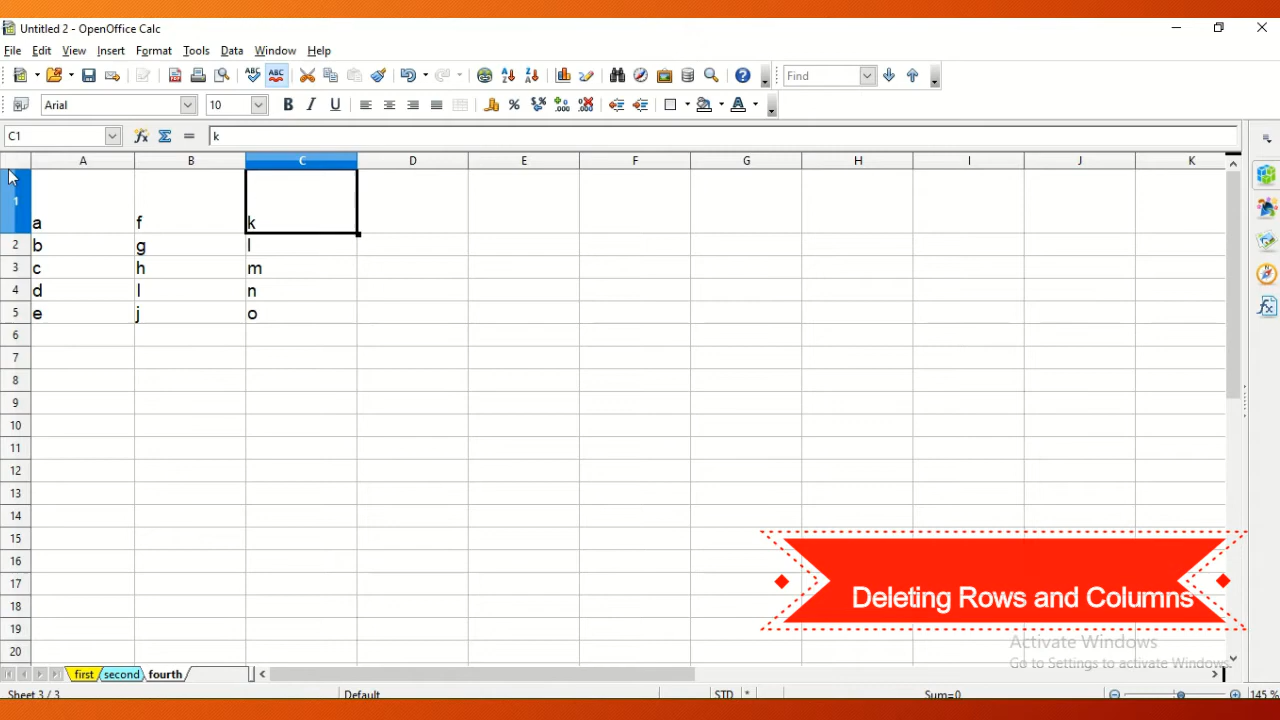 Untitled 2 - OpenOffice Calc
File Edit View Insert Format Tools Data Window Help
Find
Arial 10
C1 k
A B C D E F G H I J K
1 a f k
2 b g l
3 c h m
4 d I n
5 e j o
6
7
8
9
10
11
12
13
14
15
16
17
18
19
20
Deleting Rows and Columns
Activate Windows
Go to Settings to activate Windows.
first second fourth
Sheet 3 / 3 Default STD * Sum=0 145 %